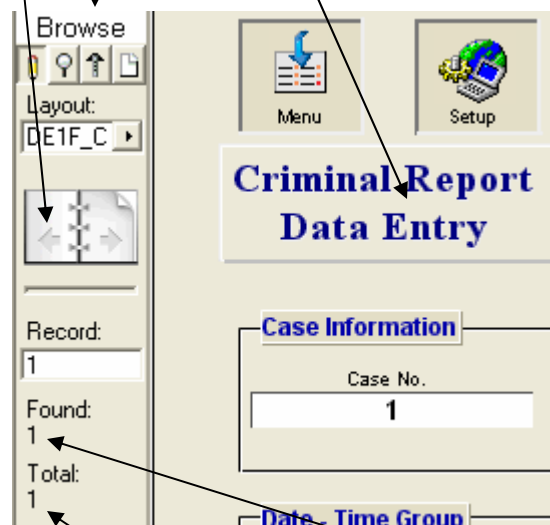 Browse
Layout:
DE1F_C
Record:
1
Found:
1
Total:
1
Menu
Setup
Criminal Report
Data Entry
Case Information
Case No.
1
Date - Time Group